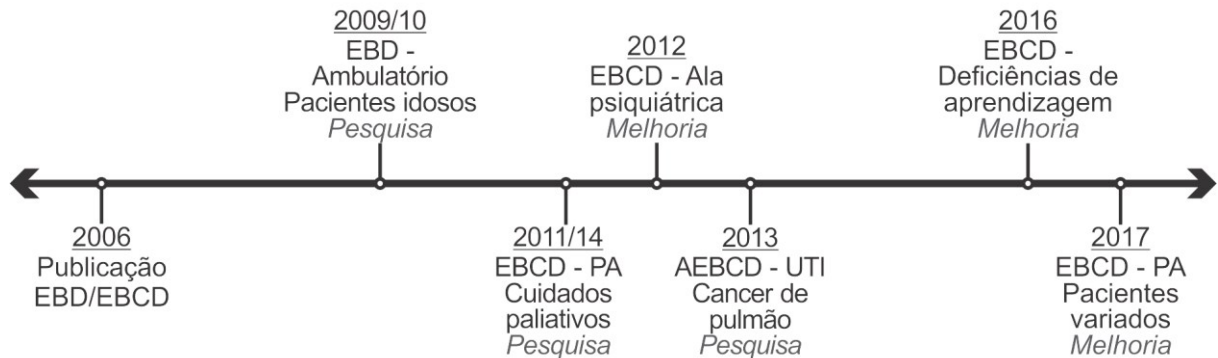 2006
Publicação
EBD/EBCD
2009/10
EBD -
Ambulatório
Pacientes idosos
Pesquisa
2011/14
EBCD - PA
Cuidados
paliativos
Pesquisa
2012
EBCD - Ala
psiquiátrica
Melhoria
2013
AEBCD - UTI
Cancer de
pulmão
Pesquisa
2016
EBCD -
Deficiências de
aprendizagem
Melhoria
2017
EBCD - PA
Pacientes
variados
Melhoria